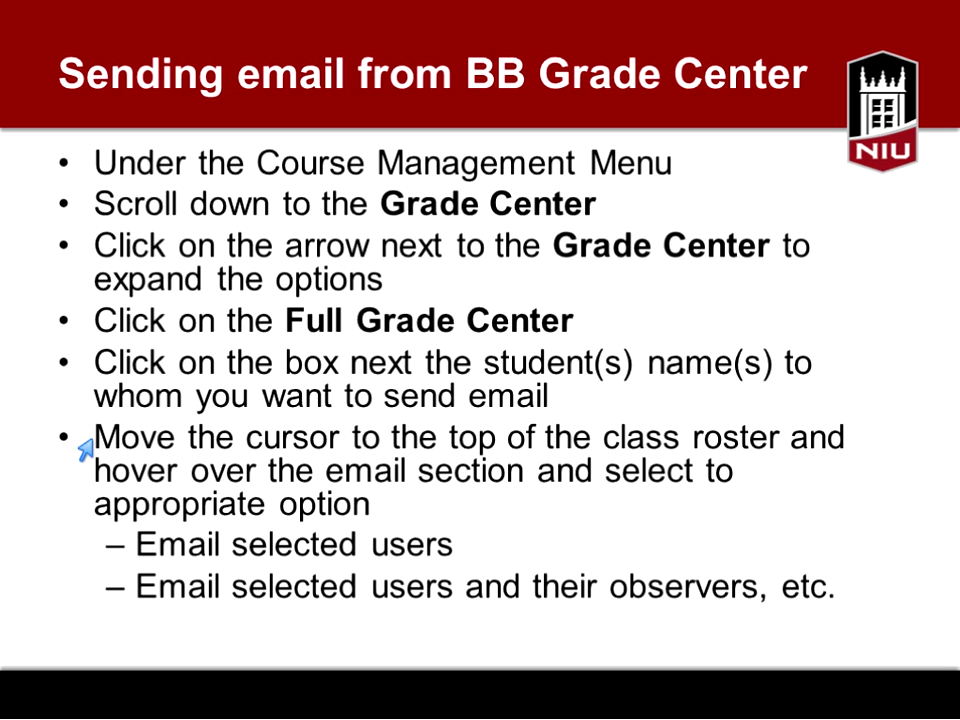 Sending email from BB Grade Center
NIU
• Under the Course Management Menu
• Scroll down to the Grade Center
• Click on the arrow next to the Grade Center to
expand the options
• Click on the Full Grade Center
• Click on the box next the student(s) name(s) to
whom you want to send email
• Move the cursor to the top of the class roster and
hover over the email section and select to
appropriate option
– Email selected users
– Email selected users and their observers, etc.